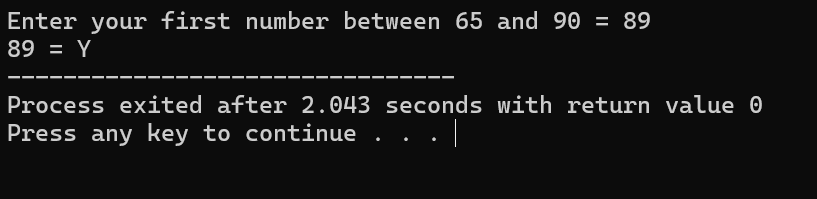 Enter your first number between 65 and 90 = 89
89 = Y
--------------------------------
Process exited after 2.043 seconds with return value 0
Press any key to continue . . .